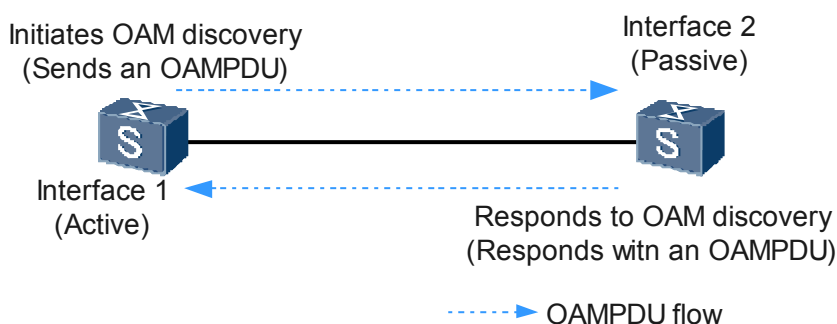 Initiates OAM discovery
(Sends an OAMPDU)
Interface 2
(Passive)
S
S
Interface 1
(Active)
Responds to OAM discovery
(Responds witn an OAMPDU)
OAMPDU flow